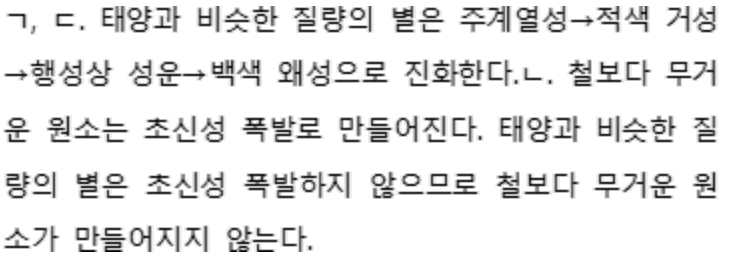 ㄱ, ㄷ. 태양과 비슷한 질량의 별은 주계열성→적색 거성
→행성상 성운→백색 왜성으로 진화한다.ㄴ. 철보다 무거
운 원소는 초신성 폭발로 만들어진다. 태양과 비슷한 질
량의 별은 초신성 폭발하지 않으므로 철보다 무거운 원
소가 만들어지지 않는다.